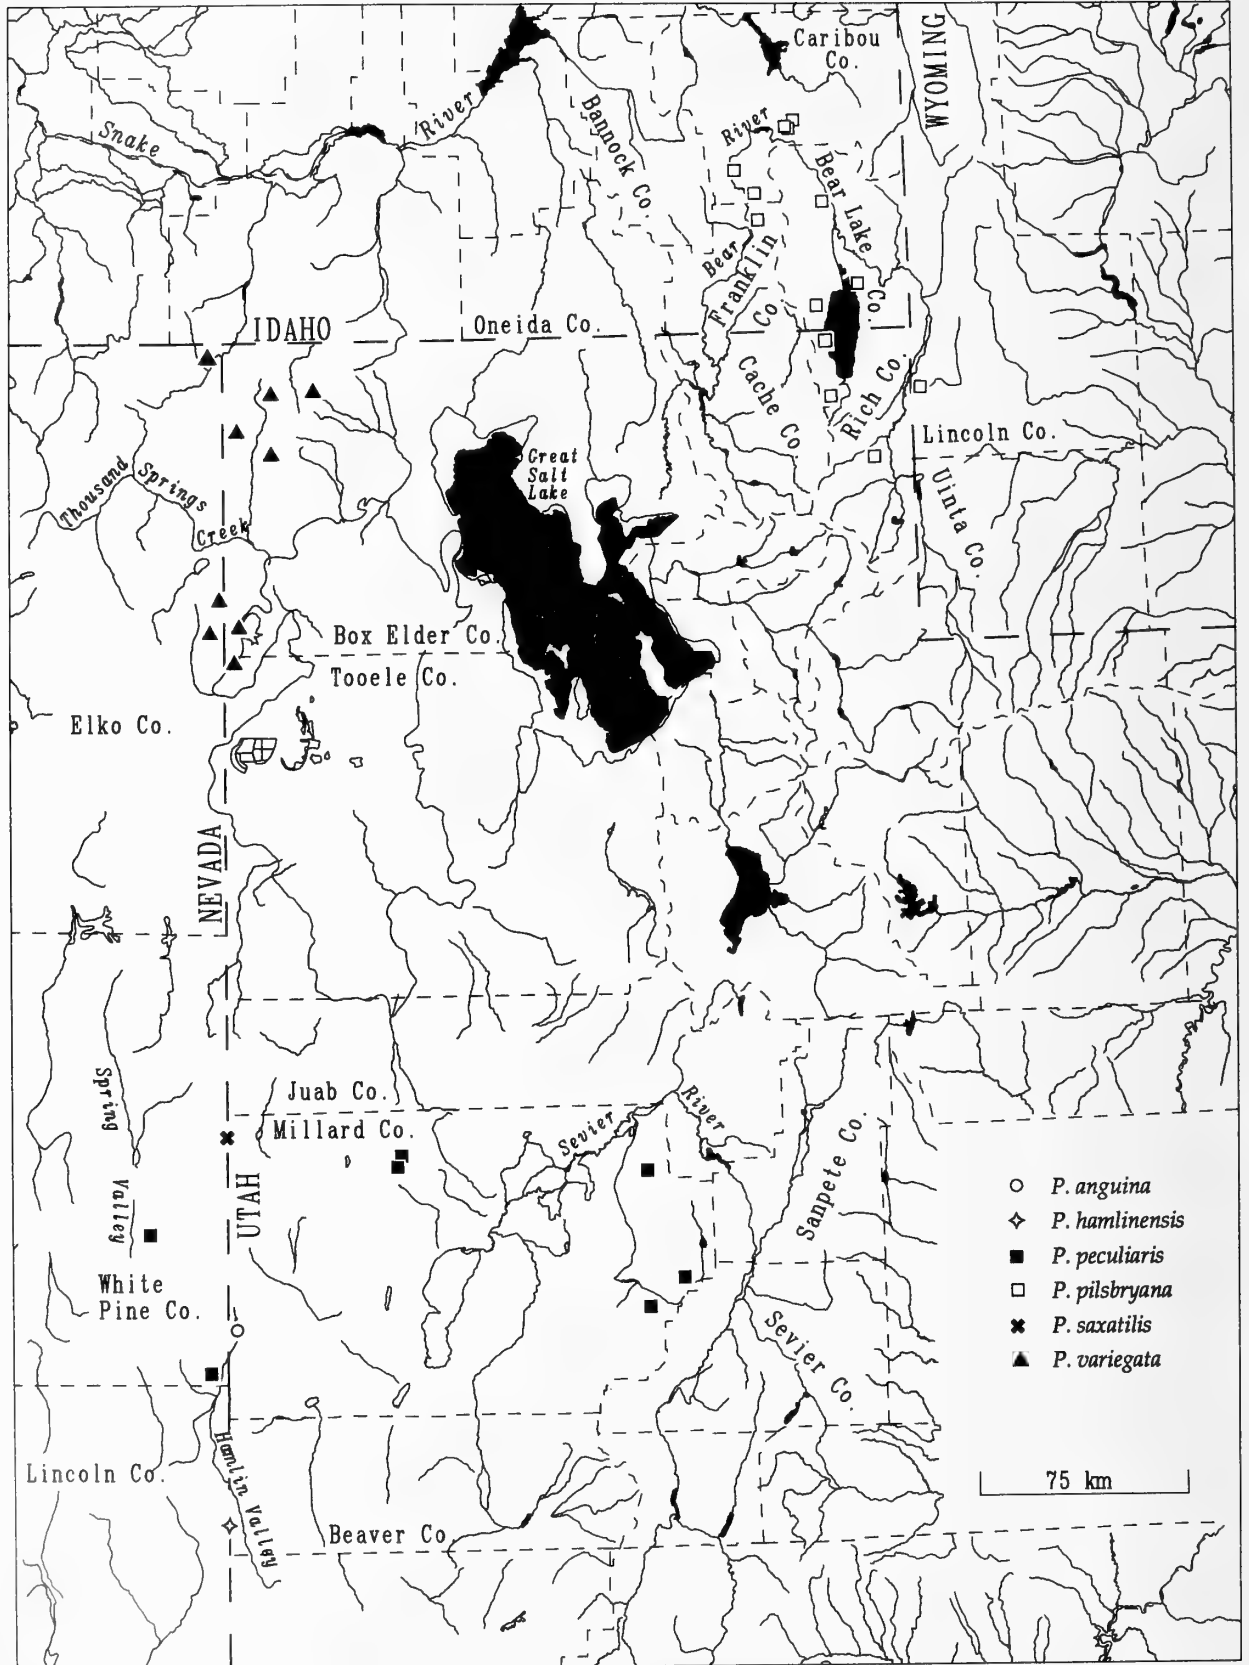 Caribou
Co.
WYOMING
Snake
River
Bannock Co.
River
Bear Lake
Co.
Bear
Franklin
Co.
IDAHO
Oneida Co.
Cache Co.
Rich Co.
Lincoln Co.
Uinta Co.
Great
Salt
Lake
Thousand
Springs
Creek
Box Elder Co.
Tooele Co.
Elko Co.
NEVADA
Juab Co.
Millard Co.
Spring
Valley
UTAH
Sevier
River
Sanpete Co.
White
Pine Co.
Sevier Co.
Hamlin Valley
Lincoln Co.
Beaver Co.
P. anguina
P. hamlinensis
P. peculiaris
P. pilsbryana
P. saxatilis
P. variegata
75 km